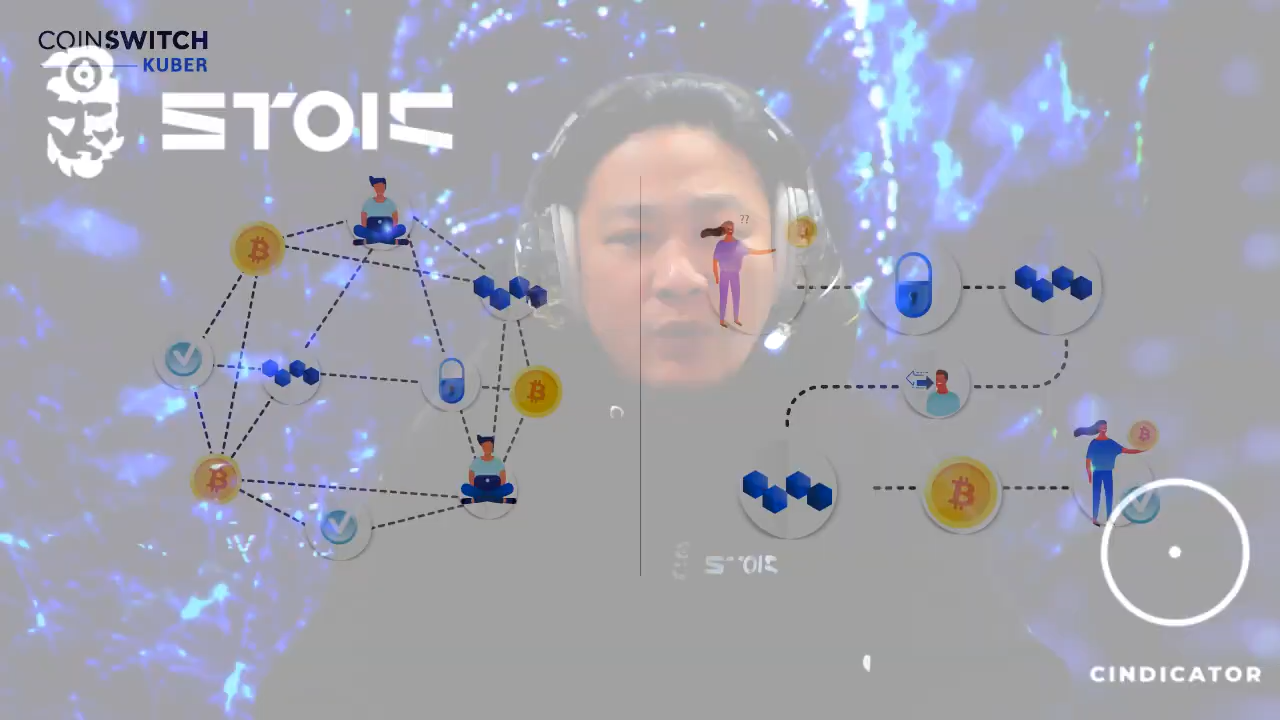 COINSWITCH
KUBER
STOIC
??
STOIC
CINDICATOR